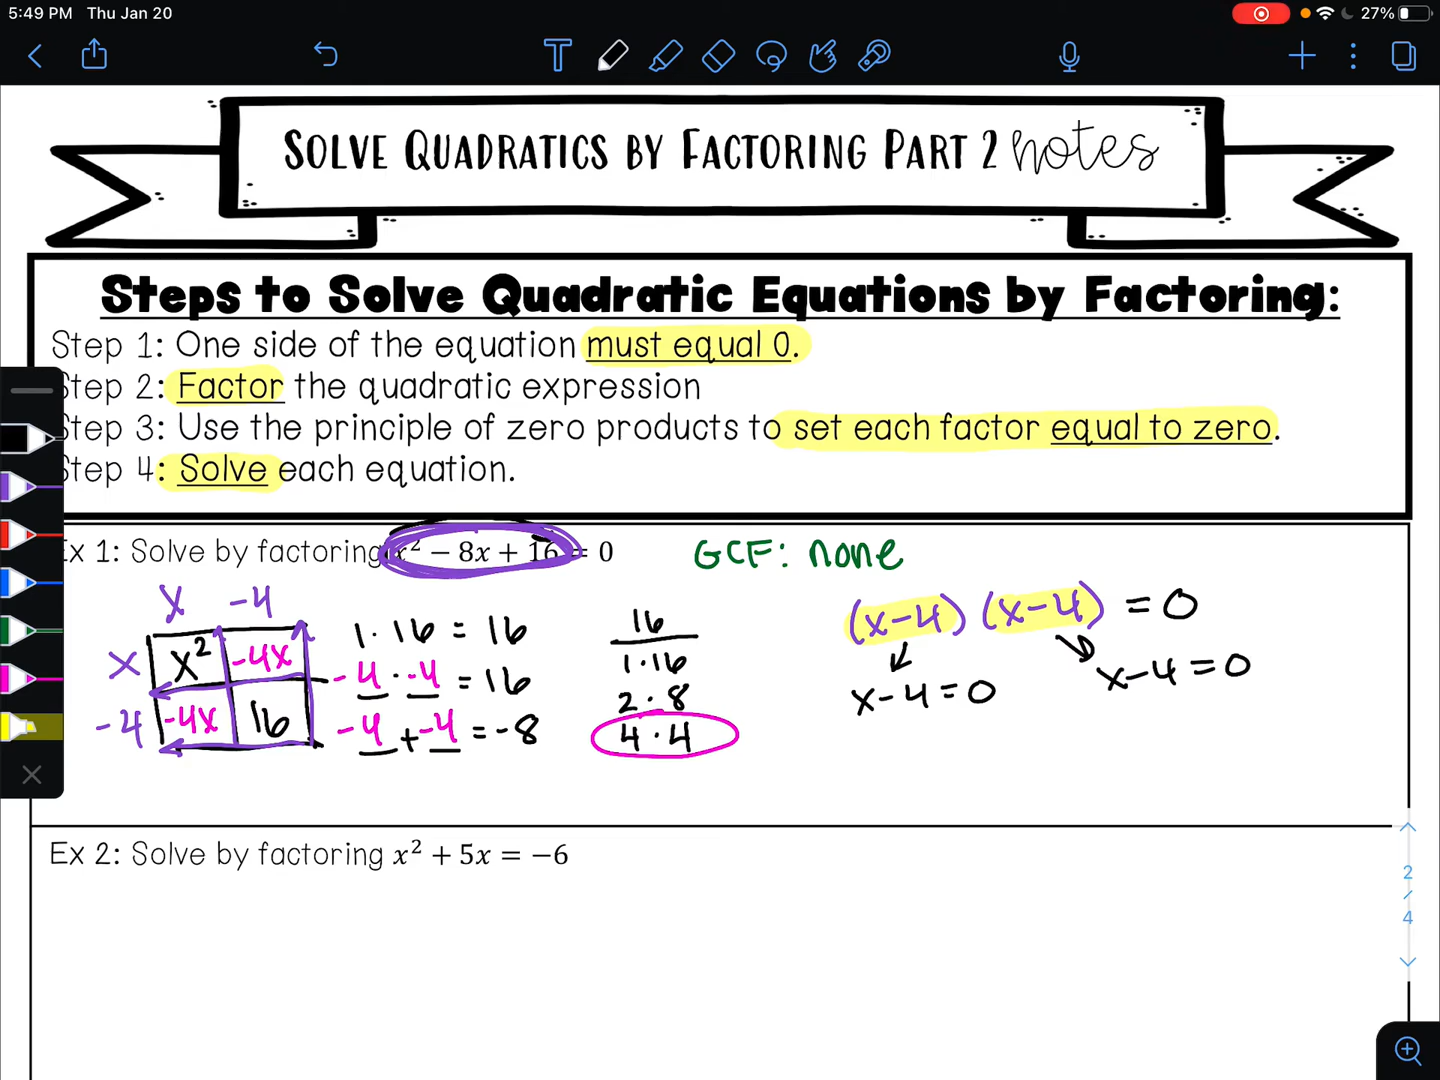 5:49 PM Thu Jan 20
27%
T
SOLVE QUADRATICS BY FACTORING PART 2 notes
Steps to Solve Quadratic Equations by Factoring:
Step 1: One side of the equation must equal 0.
Step 2: Factor the quadratic expression
Step 3: Use the principle of zero products to set each factor equal to zero.
Step 4: Solve each equation.
Ex 1: Solve by factoring x² − 8x + 16 = 0
GCF: none
x -4
x x² -4x
-4 -4x 16
1 · 16 = 16
-4 · -4 = 16
-4 + -4 = -8
16
1 · 16
2 · 8
4 · 4
(x-4) (x-4) = 0
x-4 = 0
x-4 = 0
Ex 2: Solve by factoring x² + 5x = −6
2
/
4